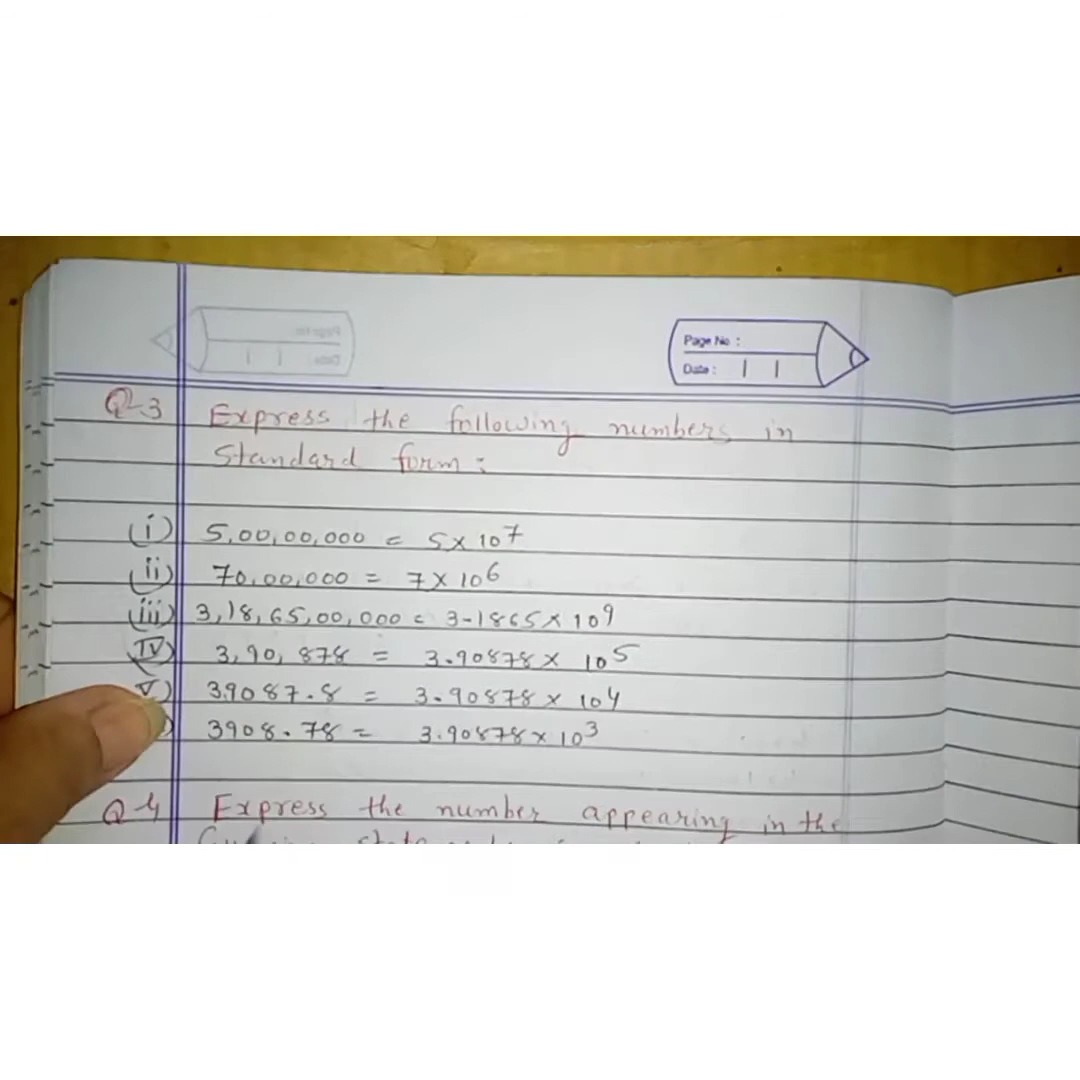 Page No :
Date :
Q-3 Express the following numbers in
Standard form :
(i) 5,00,00,000 = 5×10⁷
(ii) 70,00,000 = 7×10⁶
(iii) 3,18,65,00,000 = 3-1865×10⁹
(IV) 3,90,878 = 3.90878× 10⁵
V) 39087.8 = 3.90878× 10⁴
) 3908.78 = 3.90878×10³
Q-4 Express the number appearing in the